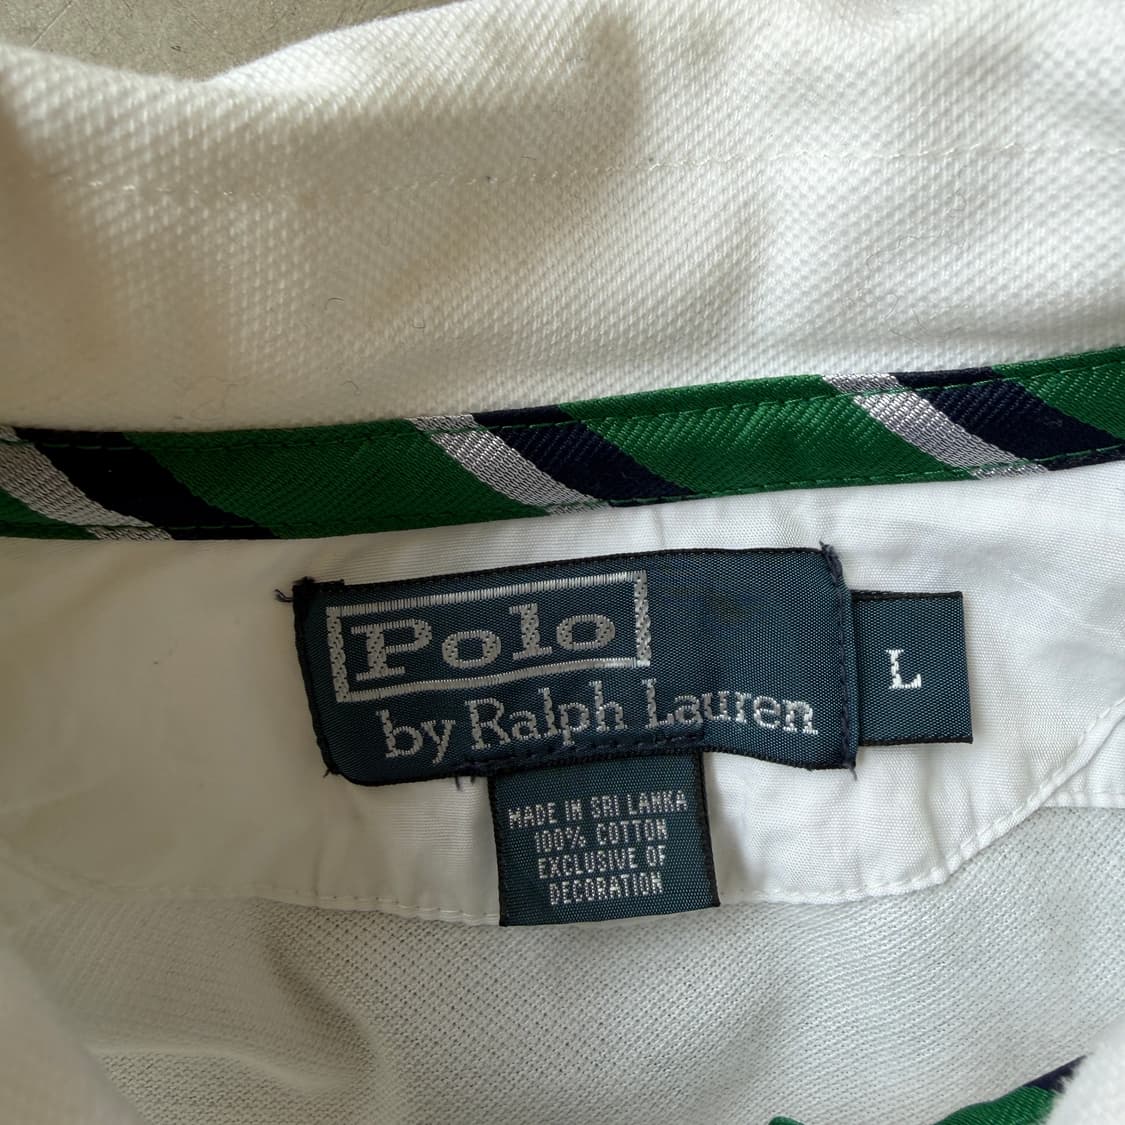 Polo
by Ralph Lauren
L
MADE IN SRI LANKA
100% COTTON
EXCLUSIVE OF
DECORATION